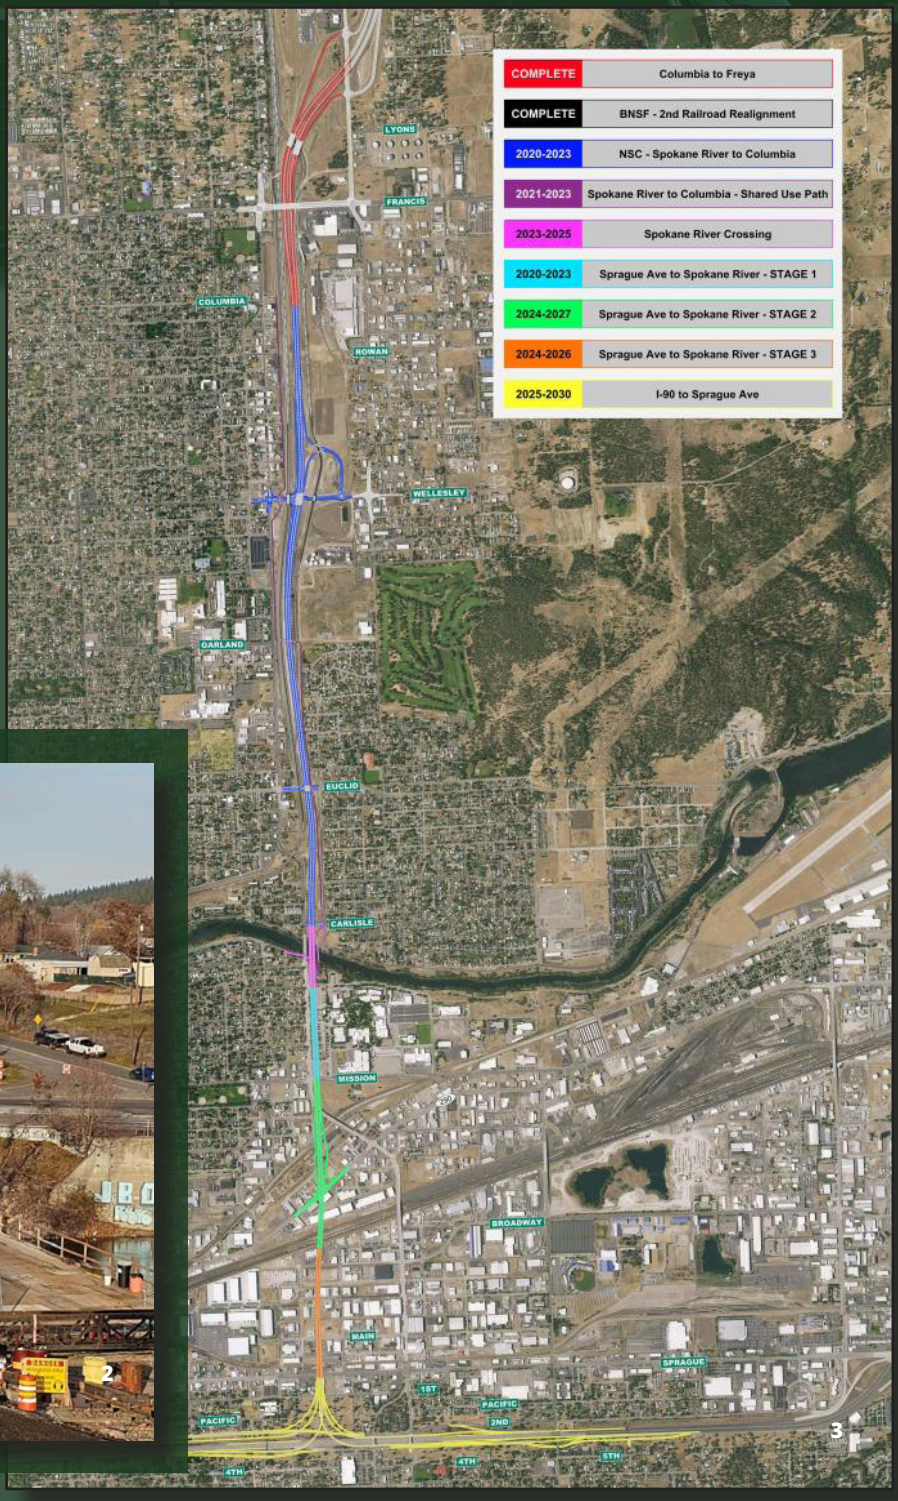 COMPLETE Columbia to Freya
COMPLETE BNSF - 2nd Railroad Realignment
2020-2023 NSC - Spokane River to Columbia
2021-2023 Spokane River to Columbia - Shared Use Path
2023-2025 Spokane River Crossing
2020-2023 Sprague Ave to Spokane River - STAGE 1
2024-2027 Sprague Ave to Spokane River - STAGE 2
2024-2026 Sprague Ave to Spokane River - STAGE 3
2025-2030 I-90 to Sprague Ave
LYONS
FRANCIS
COLUMBIA
ROWAN
WELLESLEY
GARLAND
EUCLID
CARLISLE
MISSION
290
BROADWAY
MAIN
SPRAGUE
1ST
PACIFIC
PACIFIC
2ND
4TH
5TH
4TH
2
3